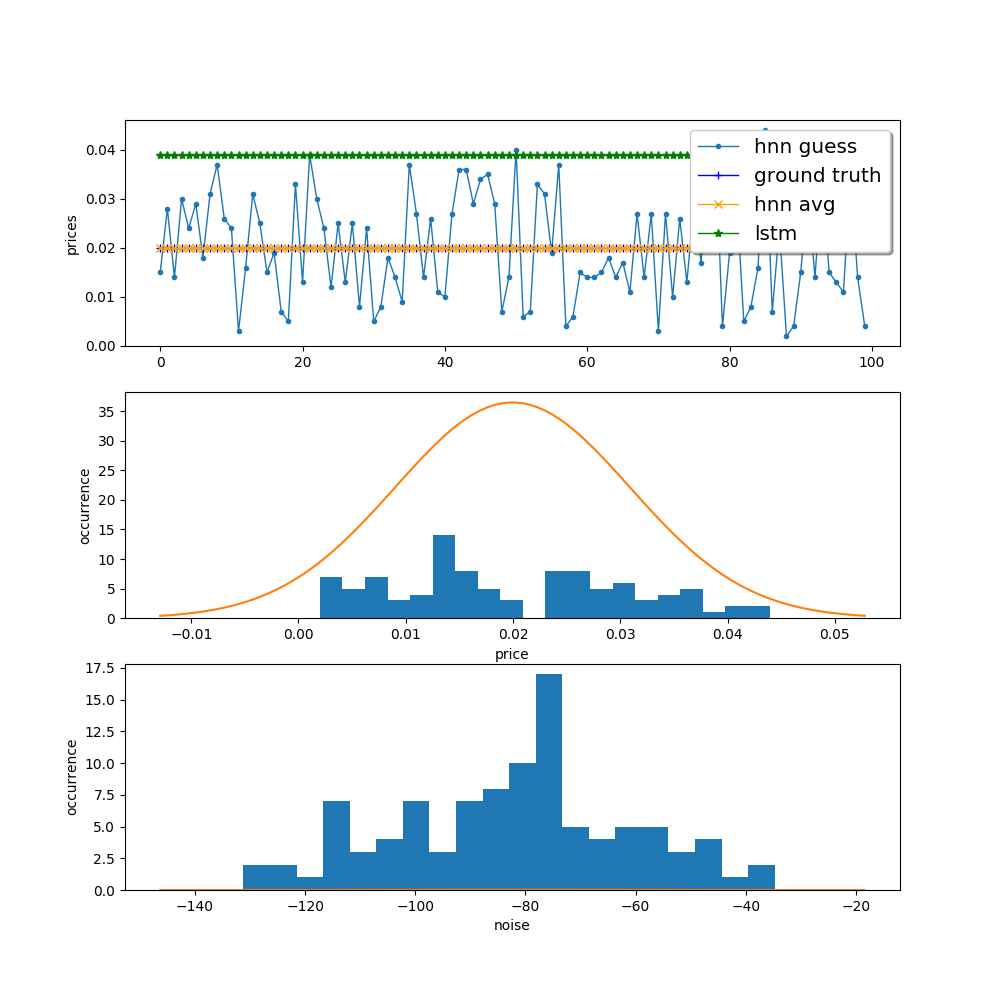 0.04
0.03
0.02
0.01
0.00
prices
hnn guess
ground truth
hnn avg
lstm
0 20 40 60 80 100
35
30
25
20
15
10
5
0
occurrence
−0.01 0.00 0.01 0.02 0.03 0.04 0.05
price
17.5
15.0
12.5
10.0
7.5
5.0
2.5
0.0
occurrence
−140 −120 −100 −80 −60 −40 −20
noise